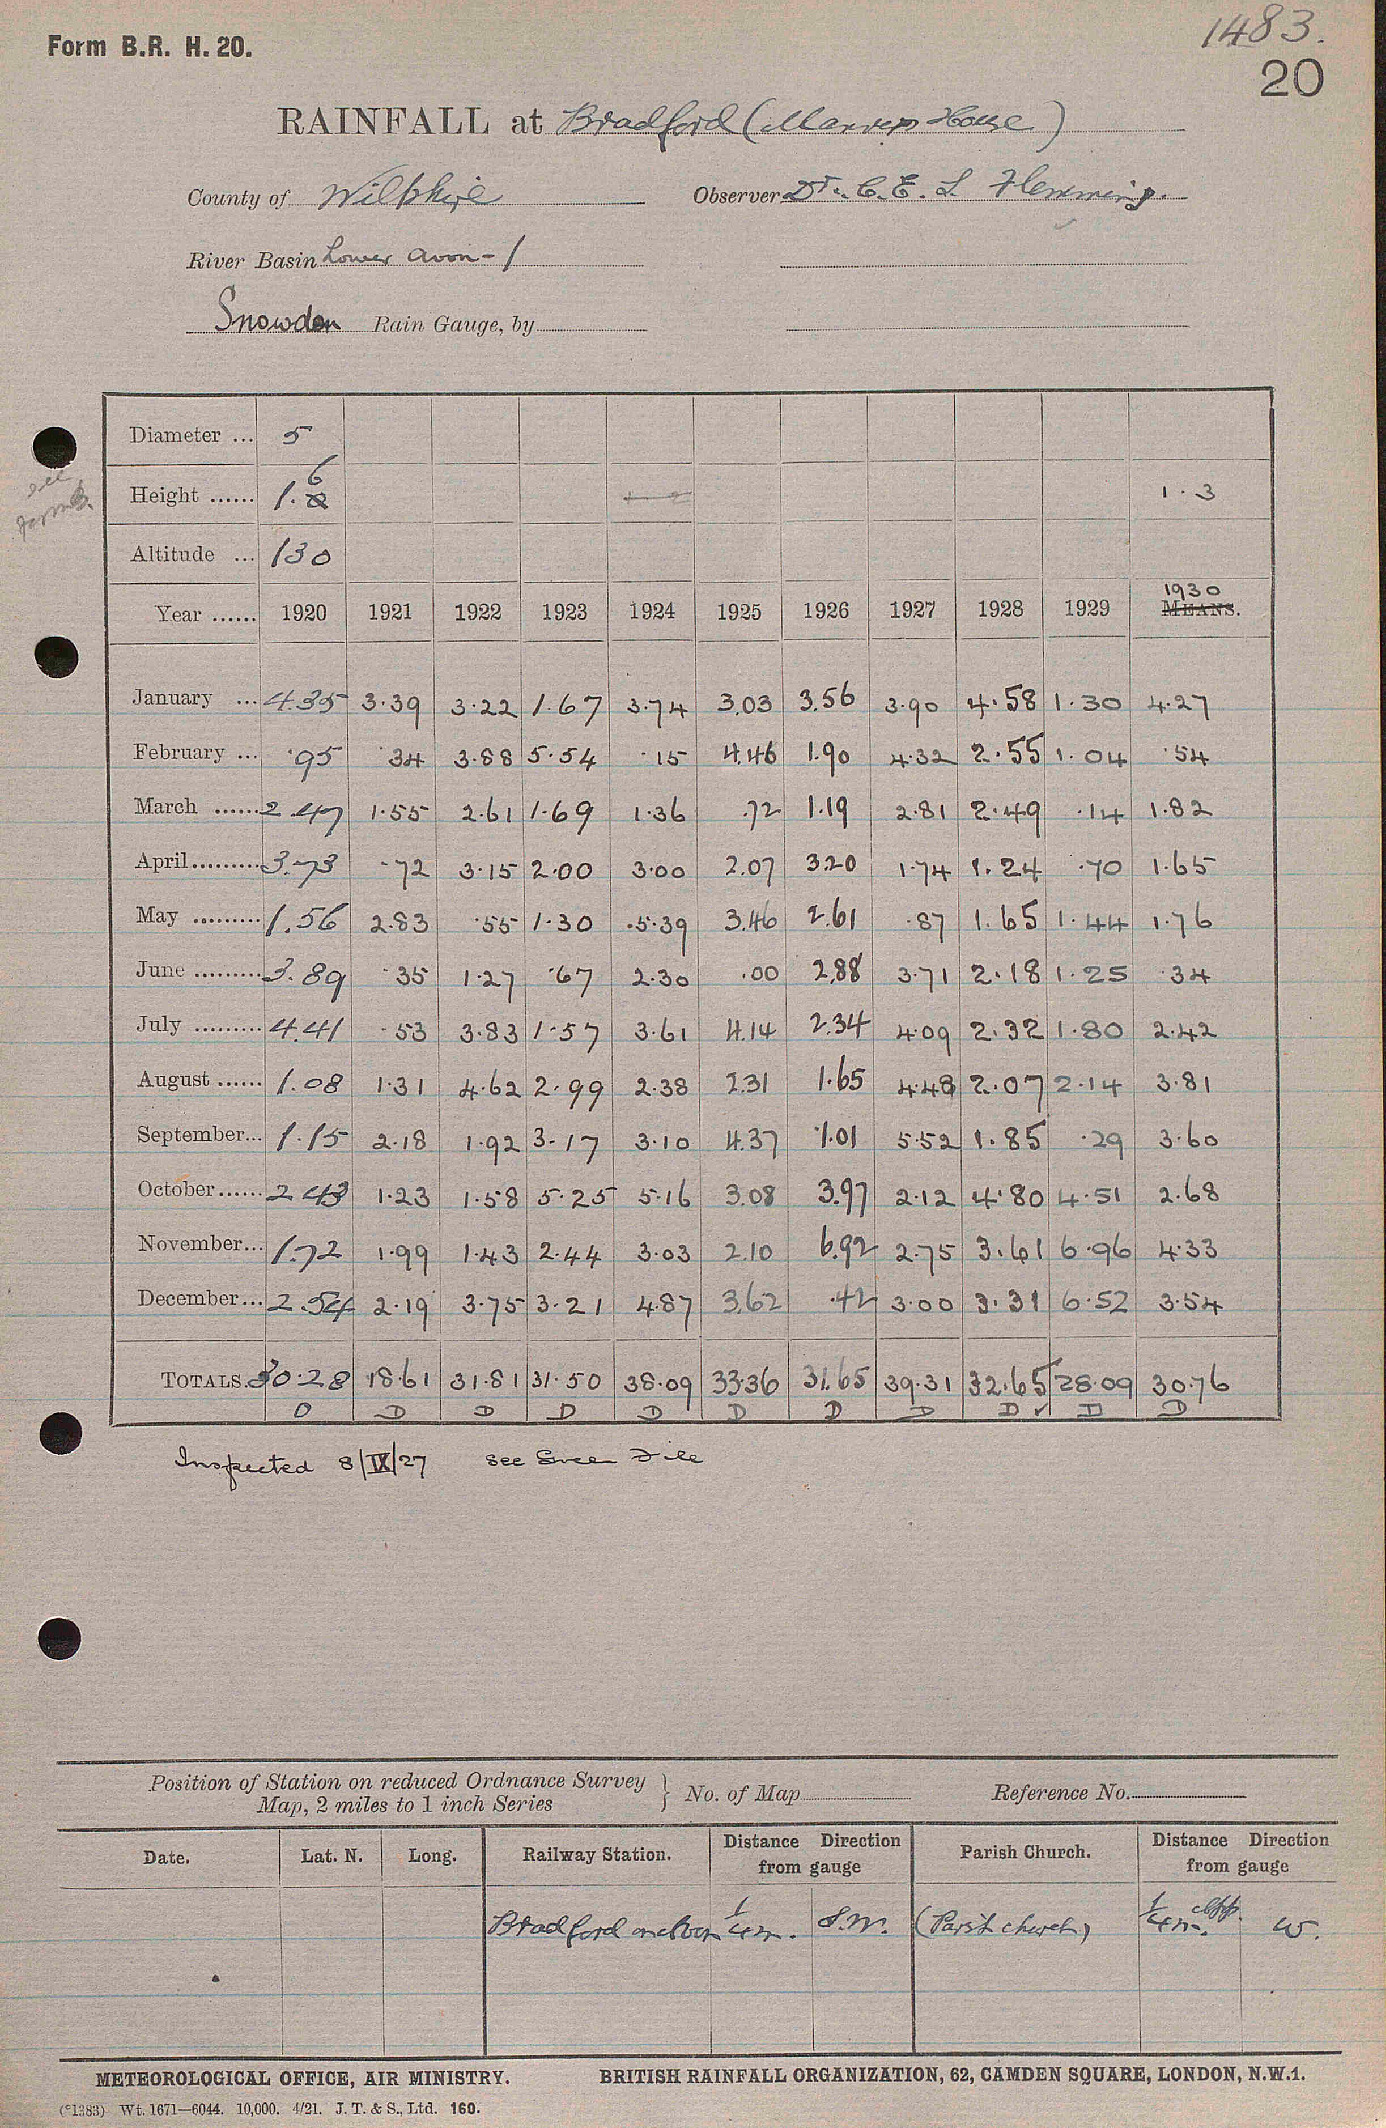 1483.
Form B.R. H. 20.
20
RAINFALL at Bradford ( House)
County of Wiltshire Observer Dr. C. E. S. Flemming.
River Basin Lower Avon - 1
Snowdon Rain Gauge, by
Diameter ... 5
see
Form B.
Height ...... 1. 6 1.3
Altitude ... 130
1930
Year ...... 1920 1921 1922 1923 1924 1925 1926 1927 1928 1929 MEANS.
January ... 4.35 3.39 3.22 1.67 3.74 3.03 3.56 3.90 4.58 1.30 4.27
February ... .95 .34 3.88 5.54 .15 4.46 1.90 4.32 2.55 1.04 .54
March ...... 2.47 1.55 2.61 1.69 1.36 .72 1.19 2.81 2.49 .14 1.82
April......... 3.73 .72 3.15 2.00 3.00 2.07 3.20 1.74 1.24 .70 1.65
May ......... 1.56 2.83 .55 1.30 .5.39 3.46 2.61 .87 1.65 1.44 1.76
June ......... 3.89 .35 1.27 .67 2.30 .00 2.88 3.71 2.18 1.25 .34
July ......... 4.41 .53 3.83 1.57 3.61 4.14 2.34 4.09 2.32 1.80 2.42
August ...... 1.08 1.31 4.62 2.99 2.38 2.31 1.65 4.48 2.07 2.14 3.81
September... 1.15 2.18 1.92 3.17 3.10 4.37 1.01 5.52 1.85 .29 3.60
October...... 2.43 1.23 1.58 5.25 5.16 3.08 3.97 2.12 4.80 4.51 2.68
November... 1.72 1.99 1.43 2.44 3.03 2.10 6.92 2.75 3.61 6.96 4.33
December... 2.54 2.19 3.75 3.21 4.87 3.62 .42 3.00 3.31 6.52 3.54
TOTALS. 30.28 18.61 31.81 31.50 38.09 33.36 31.65 39.31 32.65 28.09 30.76
D D D D D D D D D ✓ D D
Inspected 8/IX/27 see Green File
Position of Station on reduced Ordnance Survey
Map, 2 miles to 1 inch Series } No. of Map Reference No.
Date. Lat. N. Long. Railway Station. Distance Direction from gauge Parish Church. Distance Direction from gauge
Bradford on Avon 1/4 m. S.W. (Parish church) 1/4 m. app. W.
METEOROLOGICAL OFFICE, AIR MINISTRY. BRITISH RAINFALL ORGANIZATION, 62, CAMDEN SQUARE, LONDON, N.W.1.
(*1383) Wt. 1671—6044. 10,000. 4/21. J. T. & S., Ltd. 160.